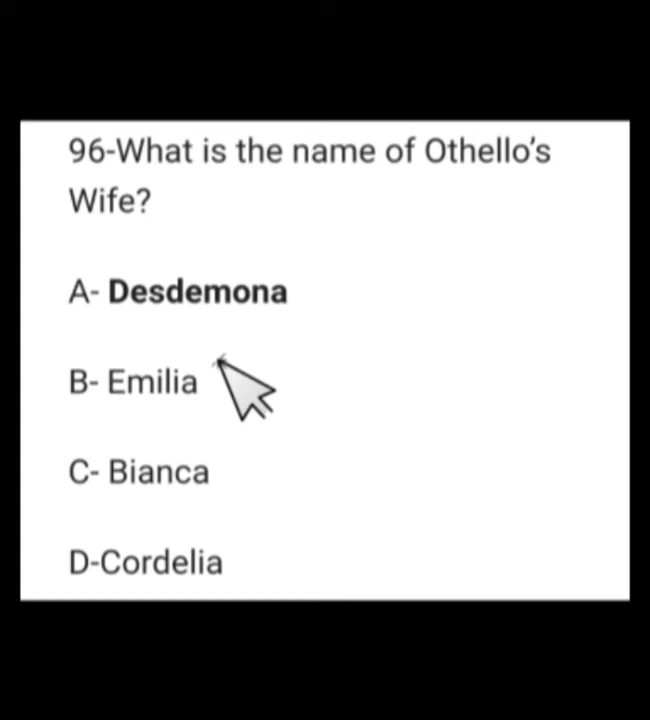 96-What is the name of Othello's
Wife?
A- Desdemona
B- Emilia
C- Bianca
D-Cordelia